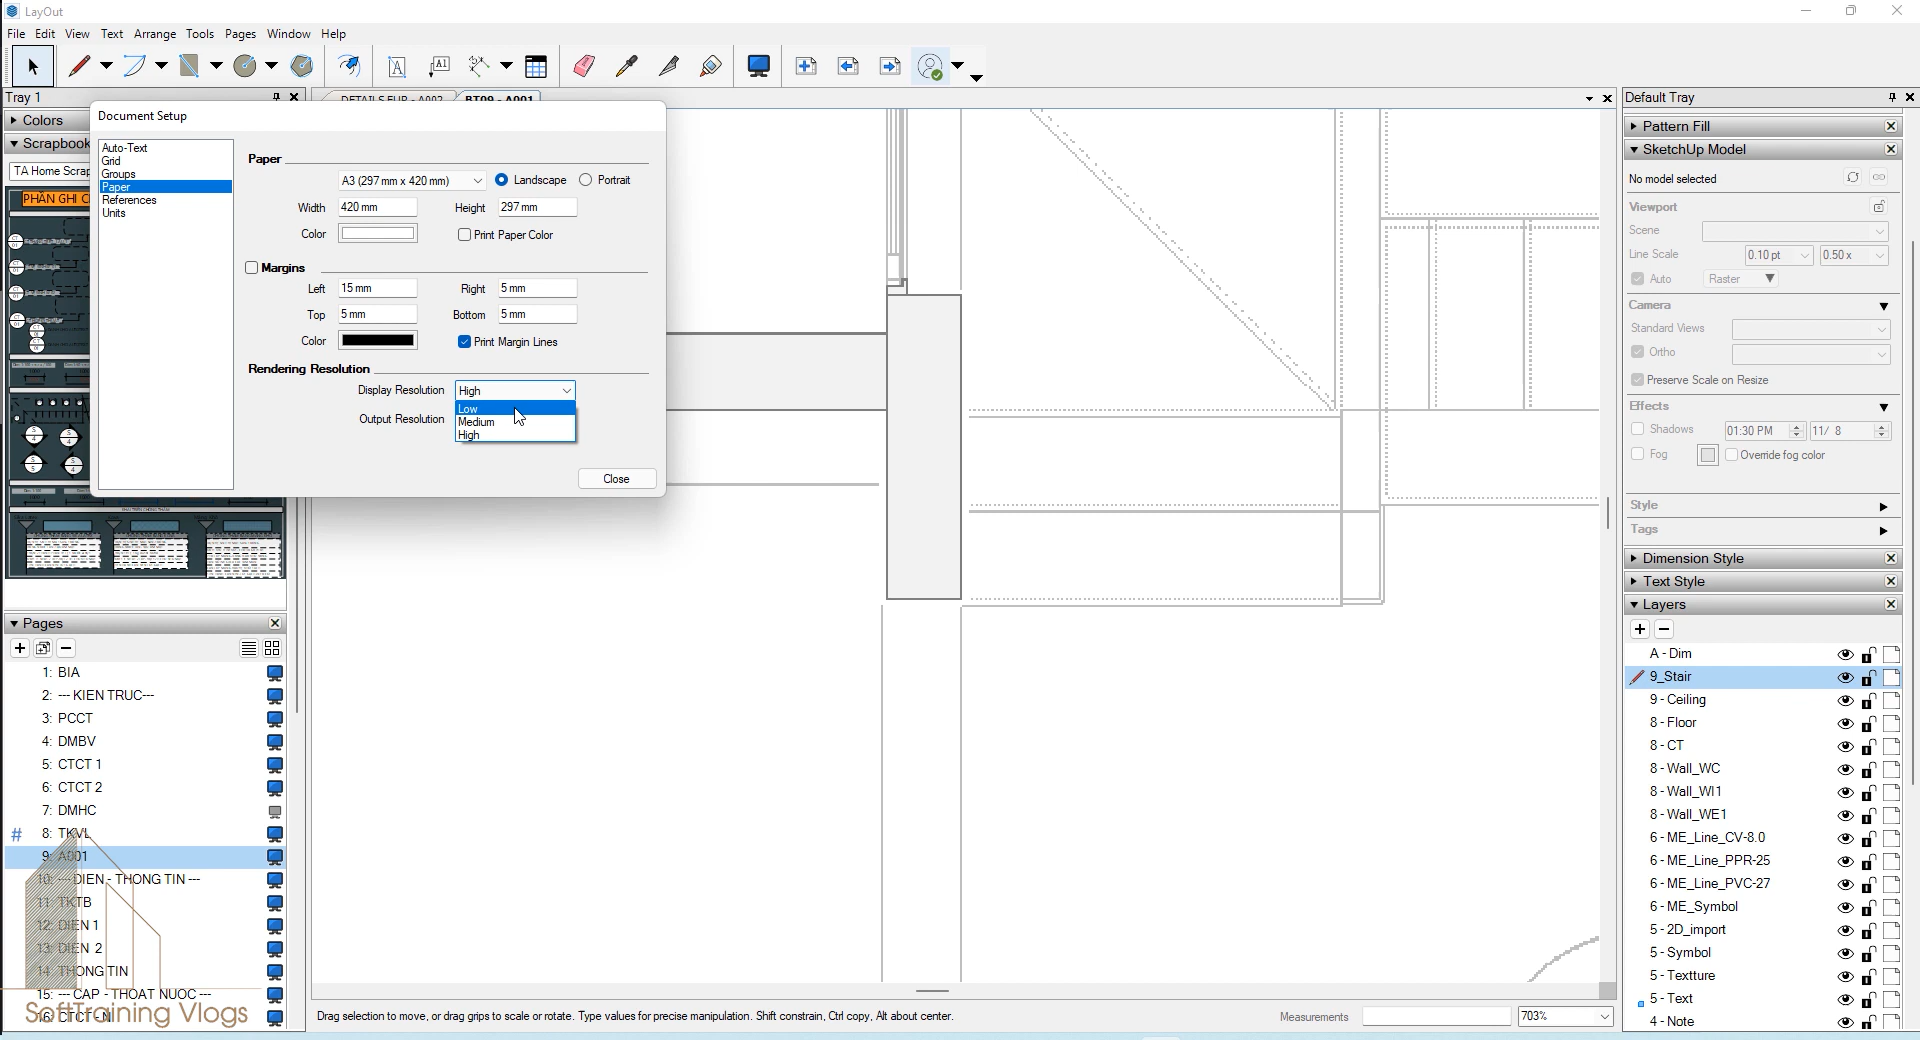 LayOut
File Edit View Text Arrange Tools Pages Window Help
Tray 1
Colors
Scrapbook
TA Home Scrap
PHẦN GHI C
DETAILS FUR - A002
BT09 - A001
Document Setup
Auto-Text
Grid
Groups
Paper
References
Units
Paper
A3 (297 mm x 420 mm) Landscape Portrait
Width 420 mm Height 297 mm
Color Print Paper Color
Margins
Left 15 mm Right 5 mm
Top 5 mm Bottom 5 mm
Color Print Margin Lines
Rendering Resolution
Display Resolution High
Low
Output Resolution Medium
High
Close
Pages
1: BIA
2: --- KIEN TRUC---
3: PCCT
4: DMBV
5: CTCT 1
6: CTCT 2
7: DMHC
# 8: TKVL
9: A001
10: --- DIEN - THONG TIN ---
11: TKTB
12: DIEN 1
13: DIEN 2
14: THONG TIN
15: --- CAP - THOAT NUOC ---
16: CTCT - N
SoftTraining Vlogs
Drag selection to move, or drag grips to scale or rotate. Type values for precise manipulation. Shift constrain, Ctrl copy, Alt about center.
Measurements
703%
Default Tray
Pattern Fill
SketchUp Model
No model selected
Viewport
Scene
Line Scale 0.10 pt 0.50 x
Auto Raster
Camera
Standard Views
Ortho
Preserve Scale on Resize
Effects
Shadows 01:30 PM 11/ 8
Fog Override fog color
Style
Tags
Dimension Style
Text Style
Layers
A - Dim
9_Stair
9 - Ceiling
8 - Floor
8 - CT
8 - Wall_WC
8 - Wall_WI1
8 - Wall_WE1
6 - ME_Line_CV-8.0
6 - ME_Line_PPR-25
6 - ME_Line_PVC-27
6 - ME_Symbol
5 - 2D_import
5 - Symbol
5 - Textture
5 - Text
4 - Note